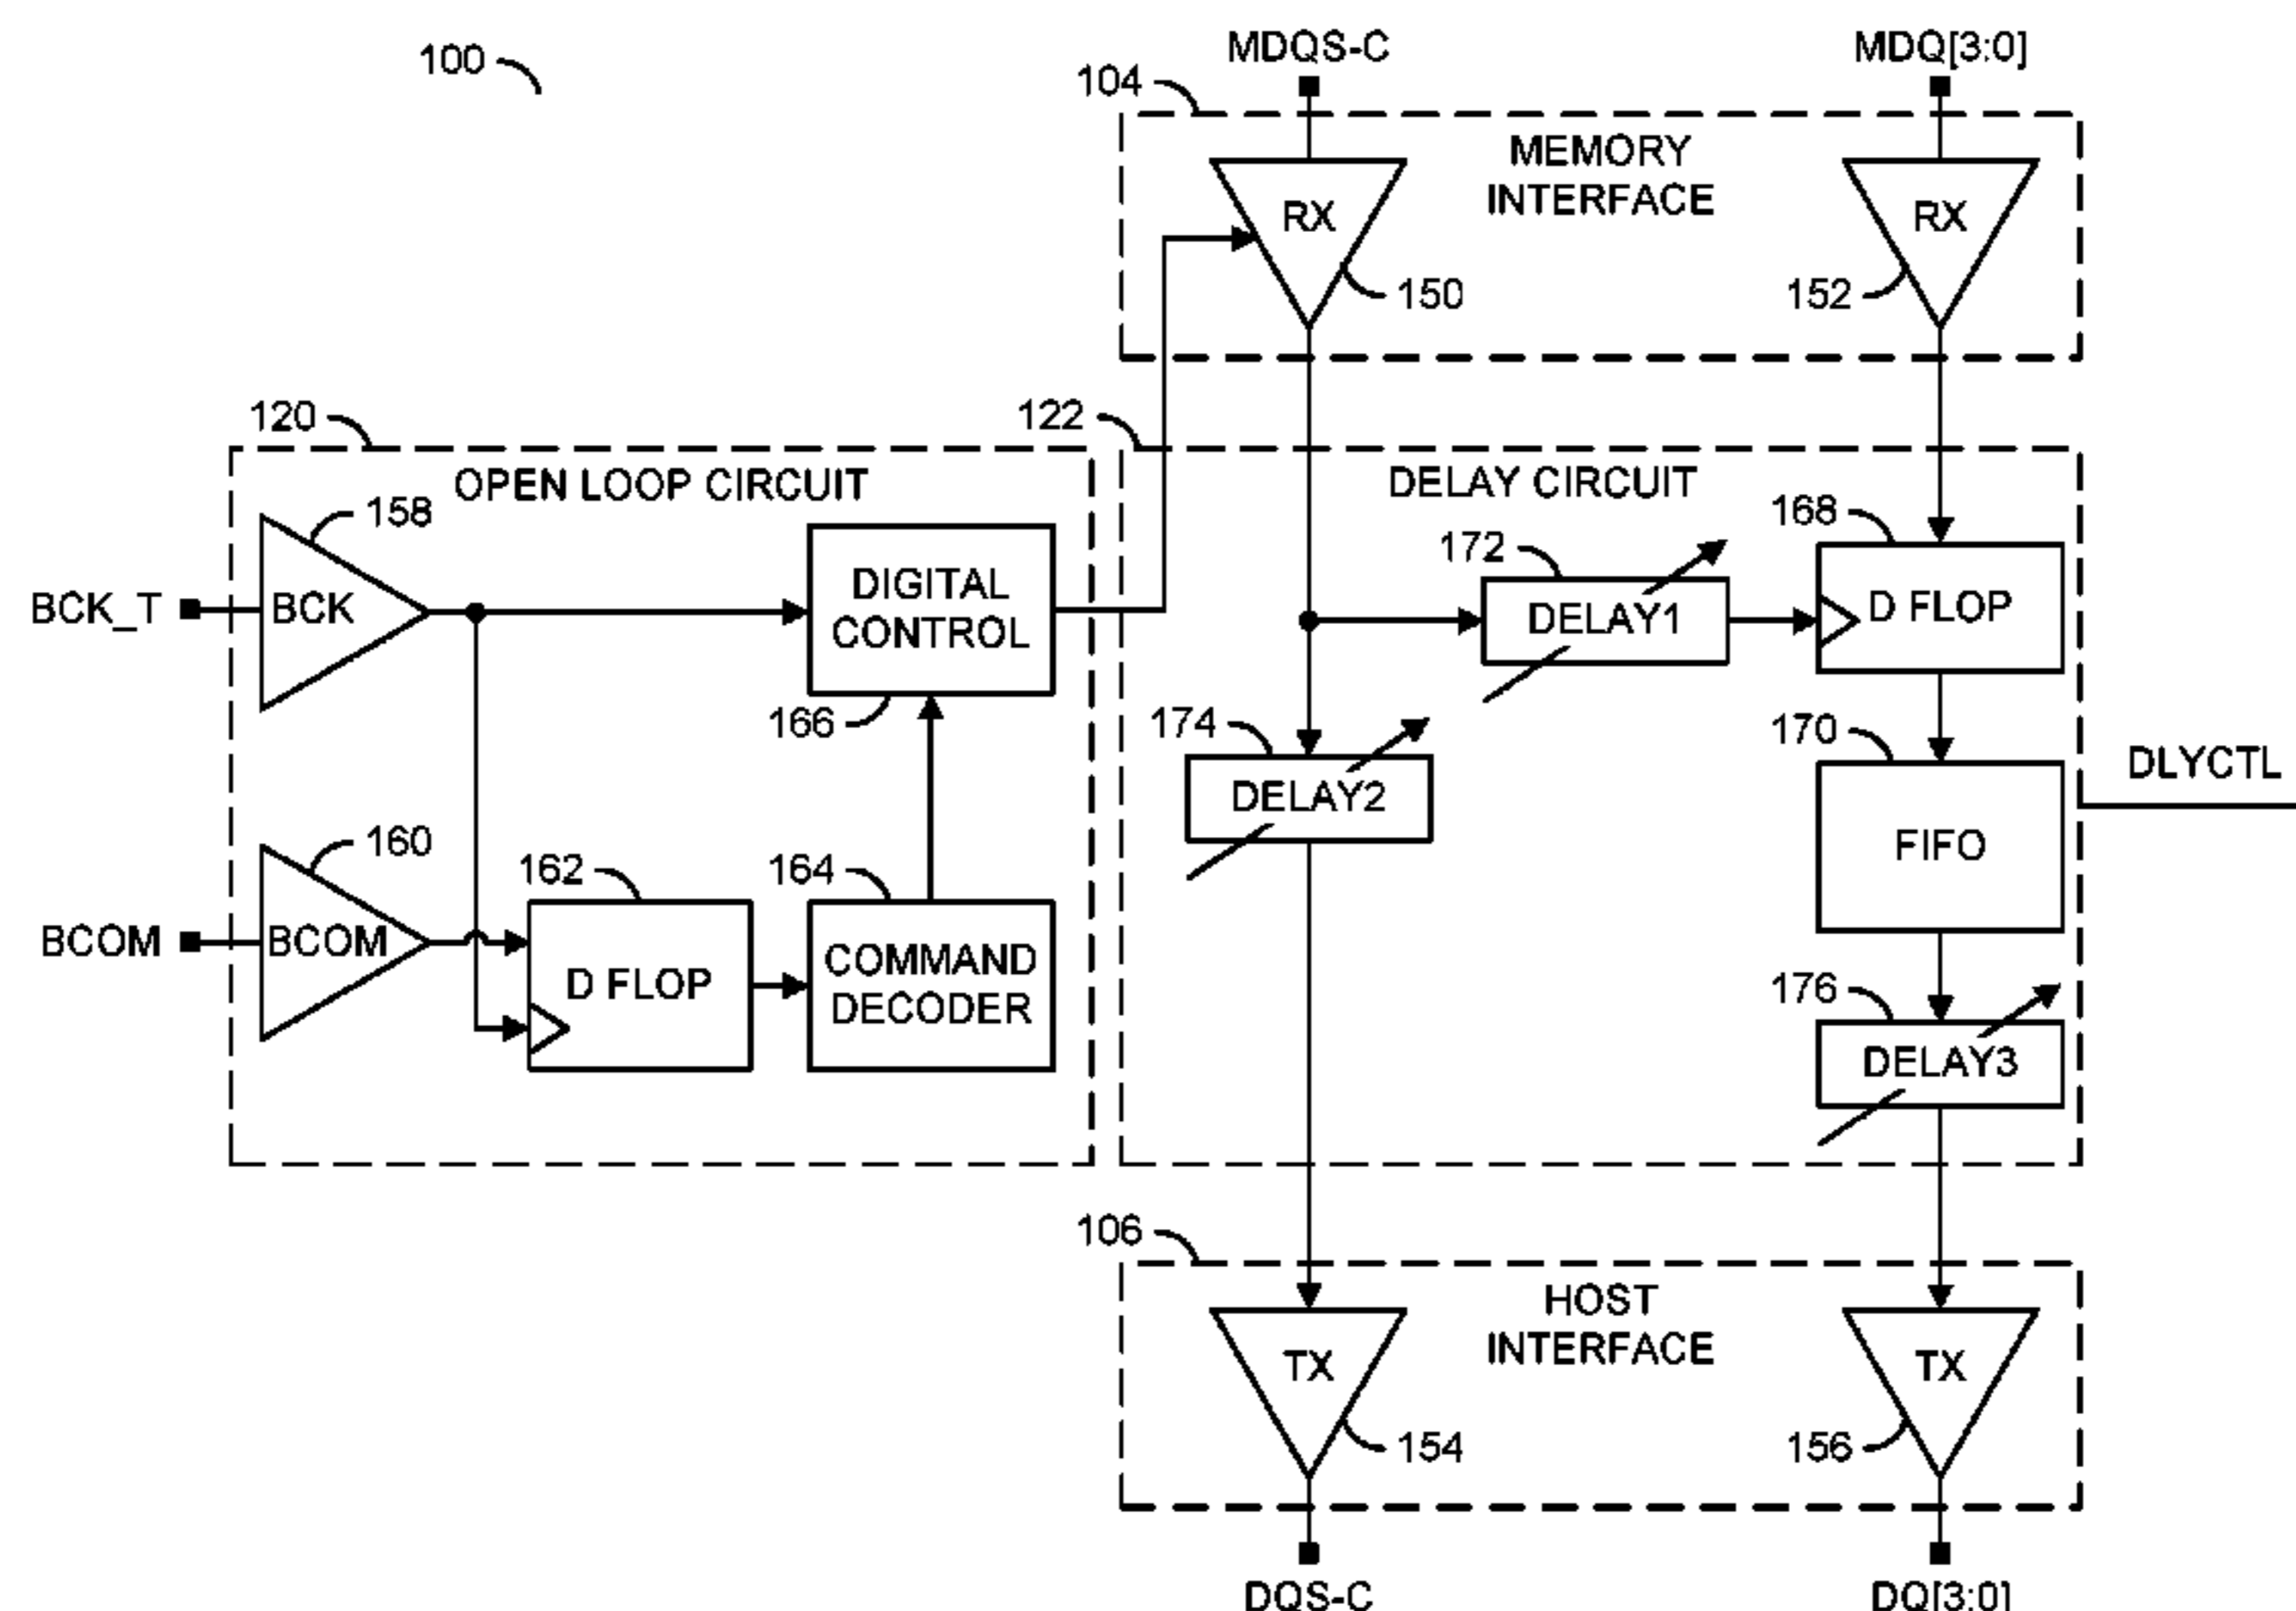 100
MDQS-C
MDQ[3:0]
104
MEMORY
INTERFACE
RX
RX
150
152
120
122
OPEN LOOP CIRCUIT
DELAY CIRCUIT
158
168
172
BCK_T
BCK
DIGITAL
CONTROL
DELAY1
D FLOP
166
174
170
DLYCTL
DELAY2
FIFO
160
162
164
BCOM
BCOM
D FLOP
COMMAND
DECODER
176
DELAY3
106
HOST
INTERFACE
TX
TX
154
156
DQS-C
DQ[3:0]